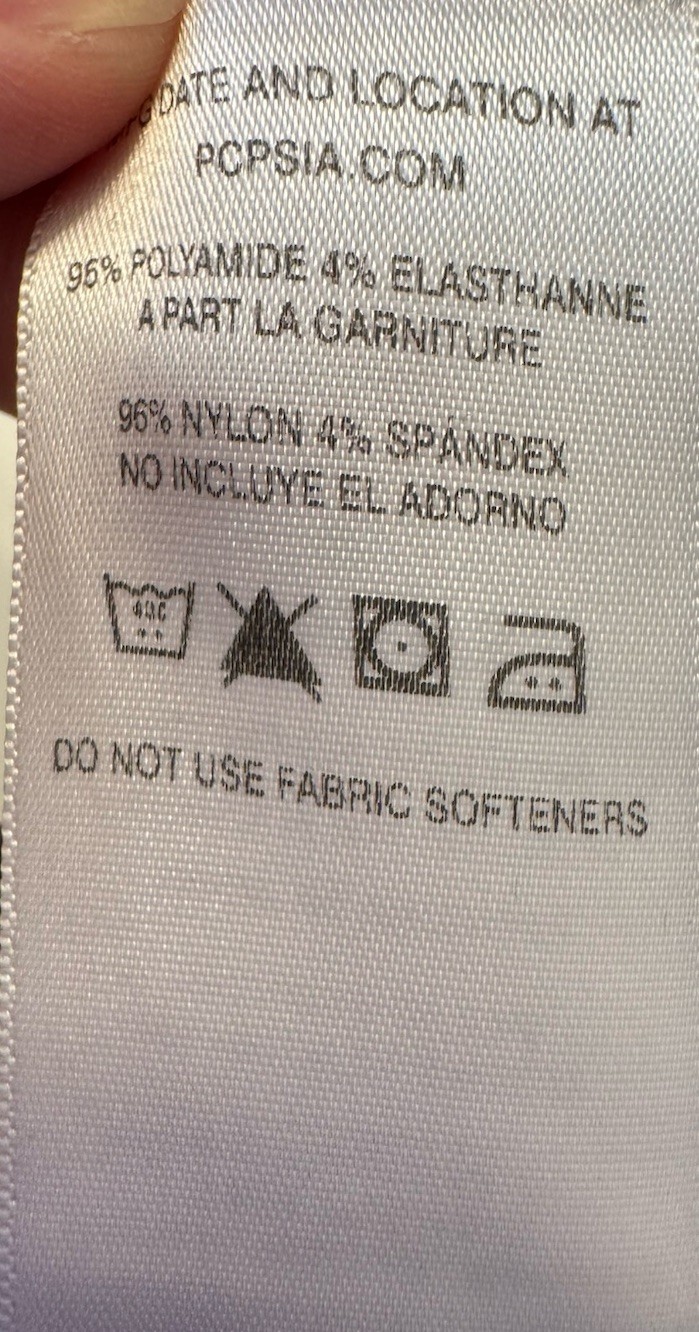 DATE AND LOCATION AT
PCPSIA.COM
96% POLYAMIDE 4% ELASTHANNE
A PART LA GARNITURE
96% NYLON 4% SPÁNDEX
NO INCLUYE EL ADORNO
DO NOT USE FABRIC SOFTENERS